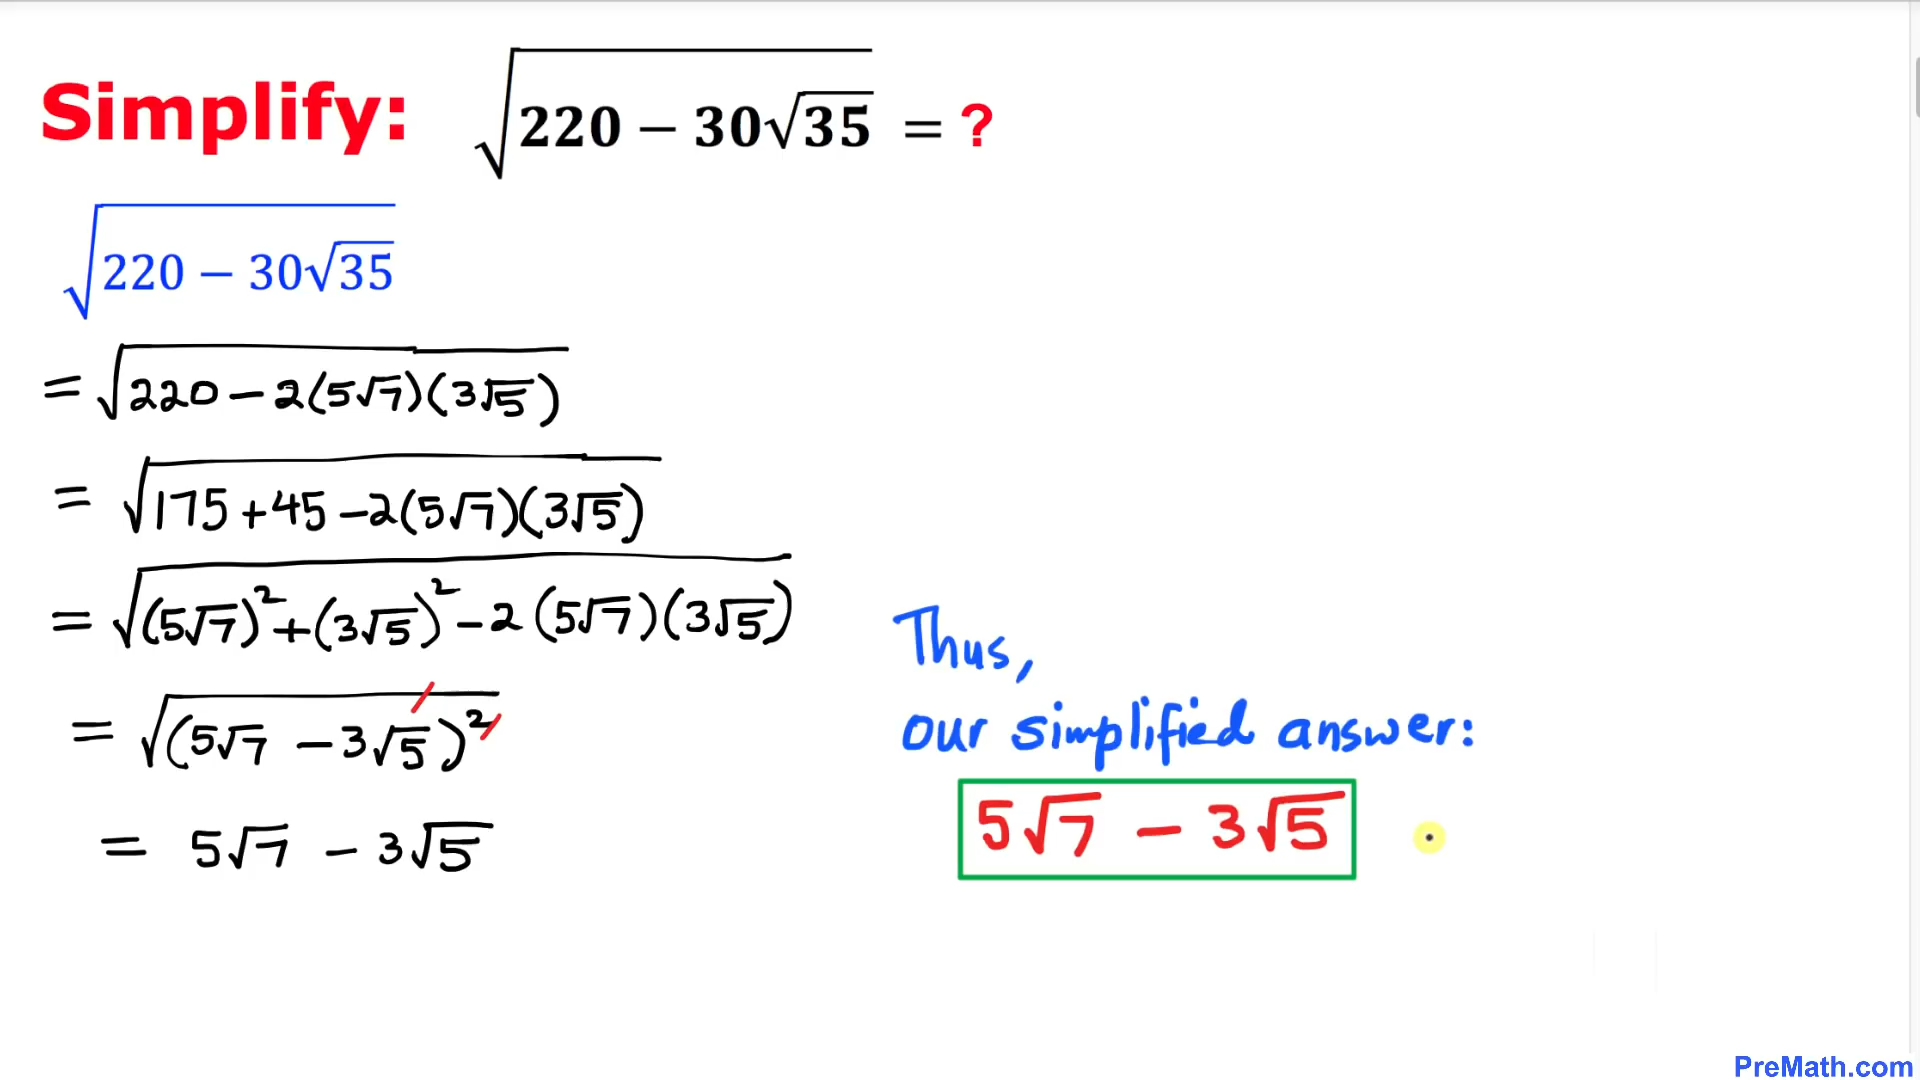 Simplify: √(220 − 30√35) = ?
√(220 − 30√35)
= √(220 − 2(5√7)(3√5))
= √(175 + 45 − 2(5√7)(3√5))
= √((5√7)² + (3√5)² − 2(5√7)(3√5))
= √((5√7 − 3√5)²)
= 5√7 − 3√5
Thus,
our simplified answer:
5√7 − 3√5
PreMath.com